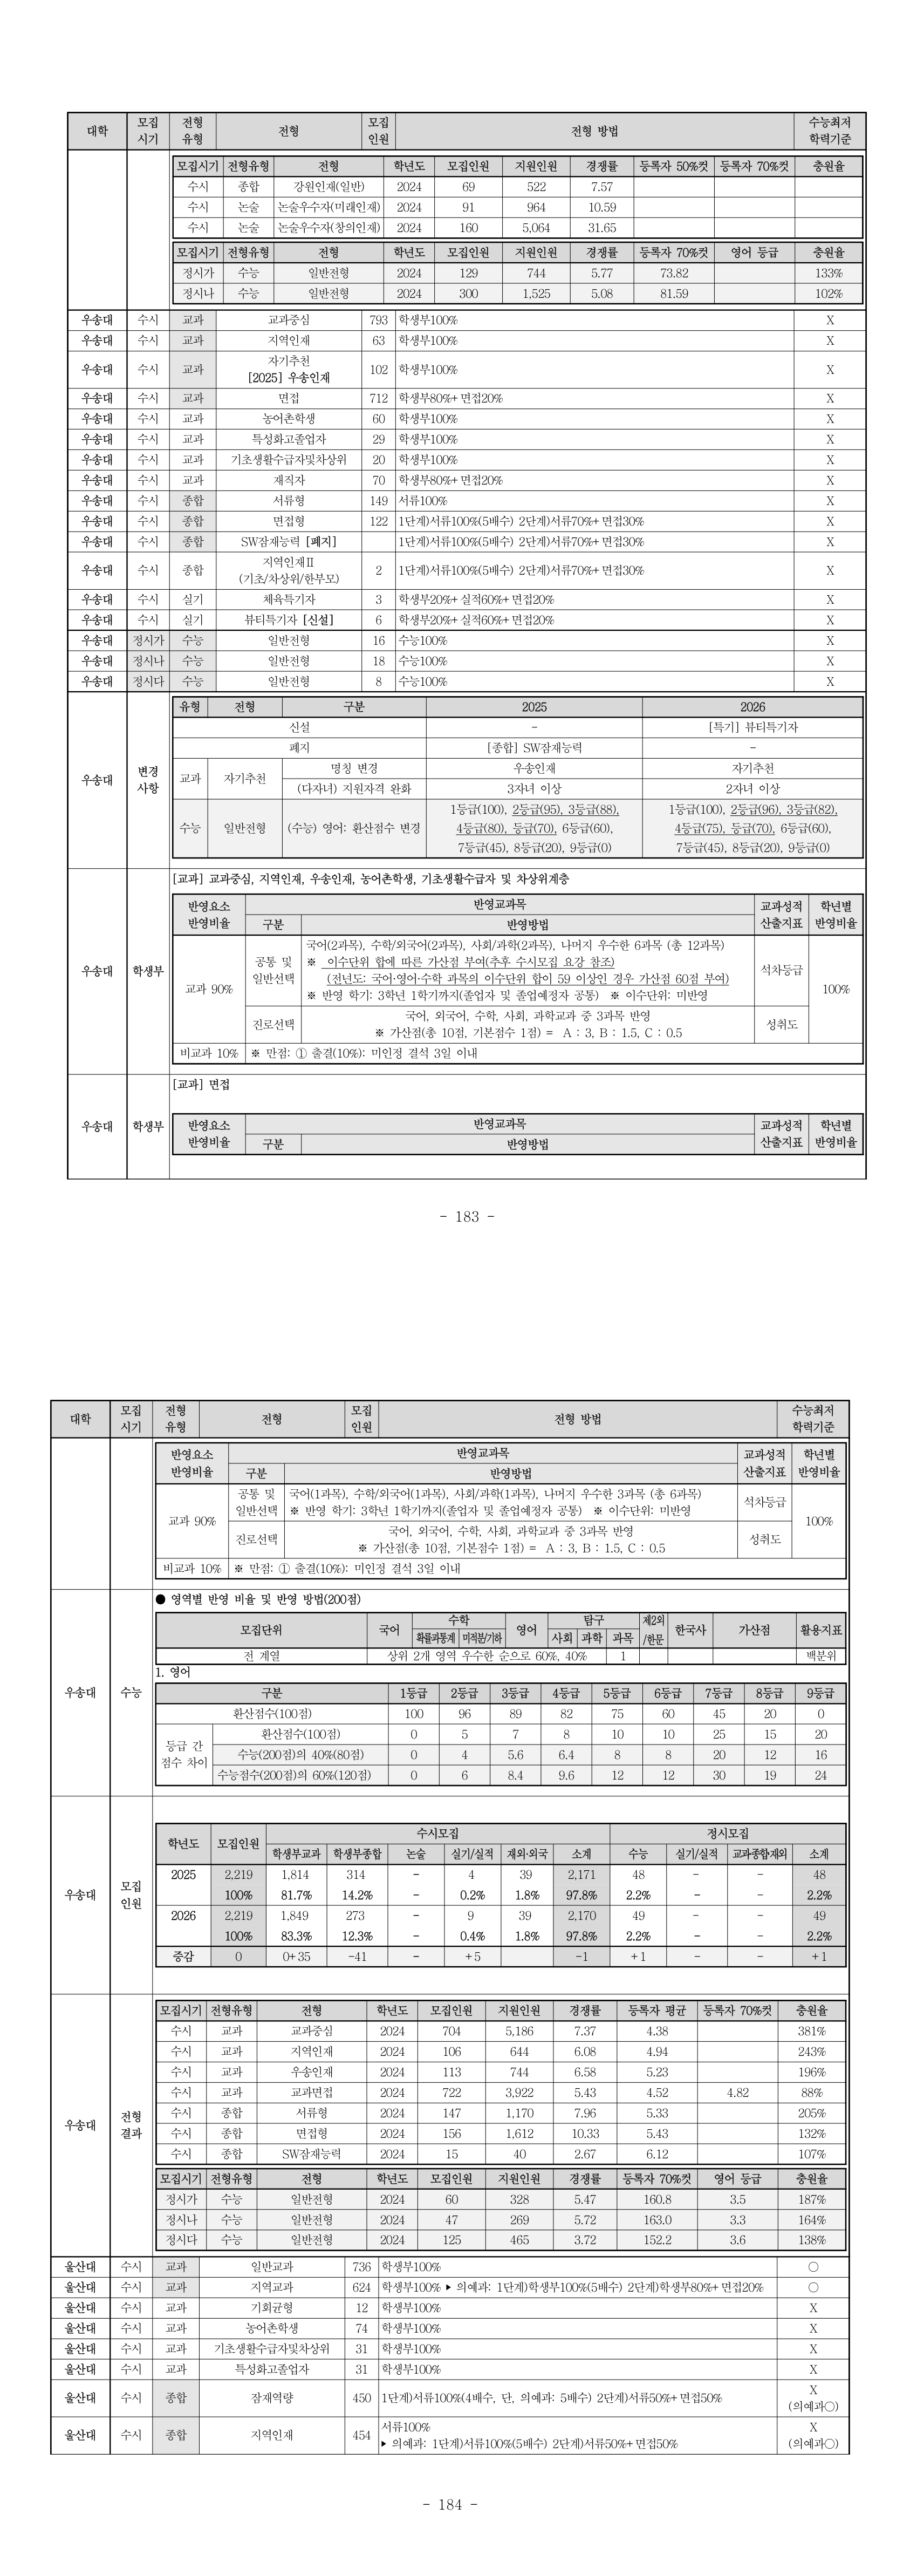 대학 모집시기 전형유형 전형 모집인원 전형 방법 수능최저학력기준
모집시기 전형유형 전형 학년도 모집인원 지원인원 경쟁률 등록자 50%컷 등록자 70%컷 충원율
수시 종합 강원인재(일반) 2024 69 522 7.57
수시 논술 논술우수자(미래인재) 2024 91 964 10.59
수시 논술 논술우수자(창의인재) 2024 160 5,064 31.65
모집시기 전형유형 전형 학년도 모집인원 지원인원 경쟁률 등록자 70%컷 영어 등급 충원율
정시가 수능 일반전형 2024 129 744 5.77 73.82 133%
정시나 수능 일반전형 2024 300 1,525 5.08 81.59 102%
우송대 수시 교과 교과중심 793 학생부100% X
우송대 수시 교과 지역인재 63 학생부100% X
우송대 수시 교과 자기추천 [2025] 우송인재 102 학생부100% X
우송대 수시 교과 면접 712 학생부80%+면접20% X
우송대 수시 교과 농어촌학생 60 학생부100% X
우송대 수시 교과 특성화고졸업자 29 학생부100% X
우송대 수시 교과 기초생활수급자및차상위 20 학생부100% X
우송대 수시 교과 재직자 70 학생부80%+면접20% X
우송대 수시 종합 서류형 149 서류100% X
우송대 수시 종합 면접형 122 1단계)서류100%(5배수) 2단계)서류70%+면접30% X
우송대 수시 종합 SW잠재능력 [폐지] 1단계)서류100%(5배수) 2단계)서류70%+면접30% X
우송대 수시 종합 지역인재Ⅱ (기초/차상위/한부모) 2 1단계)서류100%(5배수) 2단계)서류70%+면접30% X
우송대 수시 실기 체육특기자 3 학생부20%+실적60%+면접20% X
우송대 수시 실기 뷰티특기자 [신설] 6 학생부20%+실적60%+면접20% X
우송대 정시가 수능 일반전형 16 수능100% X
우송대 정시나 수능 일반전형 18 수능100% X
우송대 정시다 수능 일반전형 8 수능100% X
우송대 변경사항
유형 전형 구분 2025 2026
신설 - [특기] 뷰티특기자
폐지 [종합] SW잠재능력 -
교과 자기추천 명칭 변경 우송인재 자기추천
(다자녀) 지원자격 완화 3자녀 이상 2자녀 이상
수능 일반전형 (수능) 영어: 환산점수 변경
1등급(100), 2등급(95), 3등급(88),
4등급(80), 등급(70), 6등급(60),
7등급(45), 8등급(20), 9등급(0)
1등급(100), 2등급(96), 3등급(82),
4등급(75), 등급(70), 6등급(60),
7등급(45), 8등급(20), 9등급(0)
우송대 학생부
[교과] 교과중심, 지역인재, 우송인재, 농어촌학생, 기초생활수급자 및 차상위계층
반영요소 반영비율 반영교과목 교과성적 산출지표 학년별 반영비율
구분 반영방법
교과 90% 공통 및 일반선택 석차등급 100%
국어(2과목), 수학/외국어(2과목), 사회/과학(2과목), 나머지 우수한 6과목 (총 12과목)
※ 이수단위 합에 따른 가산점 부여(추후 수시모집 요강 참조)
(전년도: 국어·영어·수학 과목의 이수단위 합이 59 이상인 경우 가산점 60점 부여)
※ 반영 학기: 3학년 1학기까지(졸업자 및 졸업예정자 공통) ※ 이수단위: 미반영
진로선택 국어, 외국어, 수학, 사회, 과학교과 중 3과목 반영 성취도
※ 가산점(총 10점, 기본점수 1점) = A : 3, B : 1.5, C : 0.5
비교과 10% ※ 만점: ① 출결(10%): 미인정 결석 3일 이내
우송대 학생부
[교과] 면접
반영요소 반영비율 반영교과목 교과성적 산출지표 학년별 반영비율
구분 반영방법
- 183 -
대학 모집시기 전형유형 전형 모집인원 전형 방법 수능최저학력기준
반영요소 반영비율 반영교과목 교과성적 산출지표 학년별 반영비율
구분 반영방법
교과 90% 공통 및 일반선택 석차등급 100%
국어(1과목), 수학/외국어(1과목), 사회/과학(1과목), 나머지 우수한 3과목 (총 6과목)
※ 반영 학기: 3학년 1학기까지(졸업자 및 졸업예정자 공통) ※ 이수단위: 미반영
진로선택 국어, 외국어, 수학, 사회, 과학교과 중 3과목 반영 성취도
※ 가산점(총 10점, 기본점수 1점) = A : 3, B : 1.5, C : 0.5
비교과 10% ※ 만점: ① 출결(10%): 미인정 결석 3일 이내
우송대 수능
● 영역별 반영 비율 및 반영 방법(200점)
모집단위 국어 수학 영어 탐구 제2외/한문 한국사 가산점 활용지표
확률과통계 미적분/기하 사회 과학 과목
전 계열 상위 2개 영역 우수한 순으로 60%, 40% 1 백분위
1. 영어
구분 1등급 2등급 3등급 4등급 5등급 6등급 7등급 8등급 9등급
환산점수(100점) 100 96 89 82 75 60 45 20 0
등급 간 점수 차이
환산점수(100점) 0 5 7 8 10 10 25 15 20
수능(200점)의 40%(80점) 0 4 5.6 6.4 8 8 20 12 16
수능점수(200점)의 60%(120점) 0 6 8.4 9.6 12 12 30 19 24
우송대 모집인원
학년도 모집인원 수시모집 정시모집
학생부교과 학생부종합 논술 실기/실적 재외·외국 소계 수능 실기/실적 교과종합재외 소계
2025 2,219 1,814 314 - 4 39 2,171 48 - - 48
100% 81.7% 14.2% - 0.2% 1.8% 97.8% 2.2% - - 2.2%
2026 2,219 1,849 273 - 9 39 2,170 49 - - 49
100% 83.3% 12.3% - 0.4% 1.8% 97.8% 2.2% - - 2.2%
증감 0 0+35 -41 - +5 -1 +1 - - +1
우송대 전형결과
모집시기 전형유형 전형 학년도 모집인원 지원인원 경쟁률 등록자 평균 등록자 70%컷 충원율
수시 교과 교과중심 2024 704 5,186 7.37 4.38 381%
수시 교과 지역인재 2024 106 644 6.08 4.94 243%
수시 교과 우송인재 2024 113 744 6.58 5.23 196%
수시 교과 교과면접 2024 722 3,922 5.43 4.52 4.82 88%
수시 종합 서류형 2024 147 1,170 7.96 5.33 205%
수시 종합 면접형 2024 156 1,612 10.33 5.43 132%
수시 종합 SW잠재능력 2024 15 40 2.67 6.12 107%
모집시기 전형유형 전형 학년도 모집인원 지원인원 경쟁률 등록자 70%컷 영어 등급 충원율
정시가 수능 일반전형 2024 60 328 5.47 160.8 3.5 187%
정시나 수능 일반전형 2024 47 269 5.72 163.0 3.3 164%
정시다 수능 일반전형 2024 125 465 3.72 152.2 3.6 138%
울산대 수시 교과 일반교과 736 학생부100% ○
울산대 수시 교과 지역교과 624 학생부100% ▸의예과: 1단계)학생부100%(5배수) 2단계)학생부80%+면접20% ○
울산대 수시 교과 기회균형 12 학생부100% X
울산대 수시 교과 농어촌학생 74 학생부100% X
울산대 수시 교과 기초생활수급자및차상위 31 학생부100% X
울산대 수시 교과 특성화고졸업자 31 학생부100% X
울산대 수시 종합 잠재역량 450 1단계)서류100%(4배수, 단, 의예과: 5배수) 2단계)서류50%+면접50% X (의예과○)
울산대 수시 종합 지역인재 454 서류100% X
▸의예과: 1단계)서류100%(5배수) 2단계)서류50%+면접50% (의예과○)
- 184 -